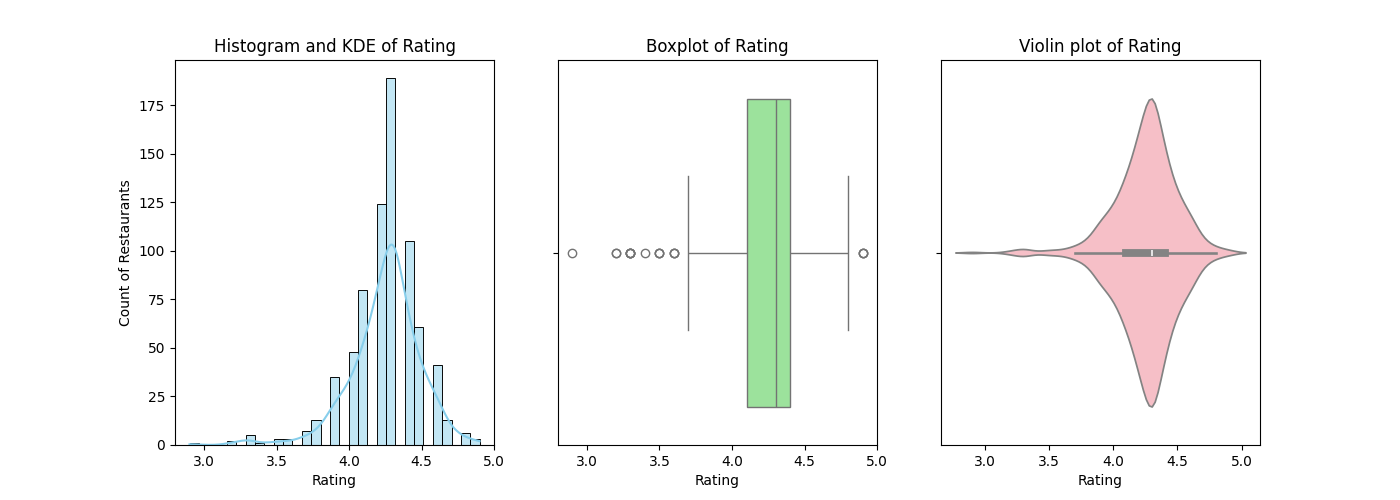 Histogram and KDE of Rating
Count of Restaurants
175
150
125
100
75
50
25
0
3.0 3.5 4.0 4.5 5.0
Rating
Boxplot of Rating
3.0 3.5 4.0 4.5 5.0
Rating
Violin plot of Rating
3.0 3.5 4.0 4.5 5.0
Rating